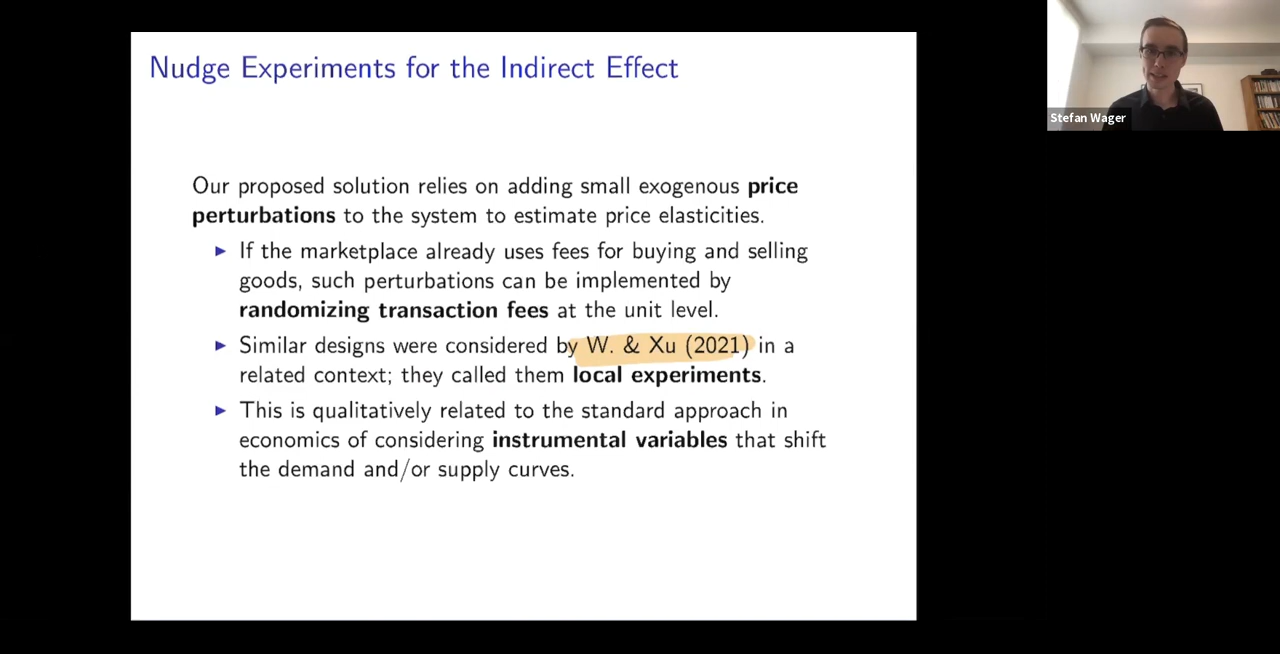 Nudge Experiments for the Indirect Effect
Our proposed solution relies on adding small exogenous price
perturbations to the system to estimate price elasticities.
▶ If the marketplace already uses fees for buying and selling
goods, such perturbations can be implemented by
randomizing transaction fees at the unit level.
▶ Similar designs were considered by W. & Xu (2021) in a
related context; they called them local experiments.
▶ This is qualitatively related to the standard approach in
economics of considering instrumental variables that shift
the demand and/or supply curves.
Stefan Wager